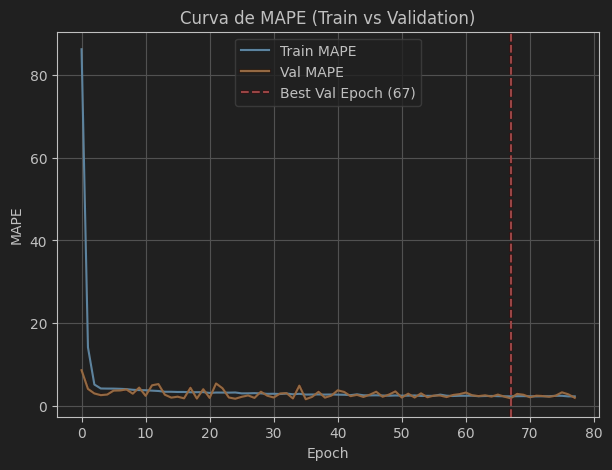 Curva de MAPE (Train vs Validation)
Train MAPE
Val MAPE
Best Val Epoch (67)
MAPE
80
60
40
20
0
0 10 20 30 40 50 60 70 80
Epoch